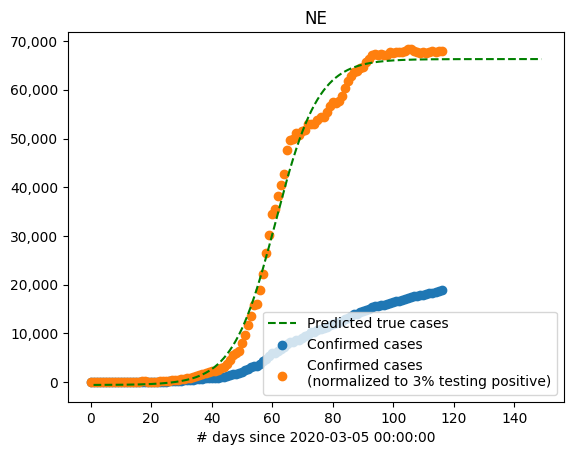 NE
70,000
60,000
50,000
40,000
30,000
20,000
10,000
0
Predicted true cases
Confirmed cases
Confirmed cases
(normalized to 3% testing positive)
0 20 40 60 80 100 120 140
# days since 2020-03-05 00:00:00